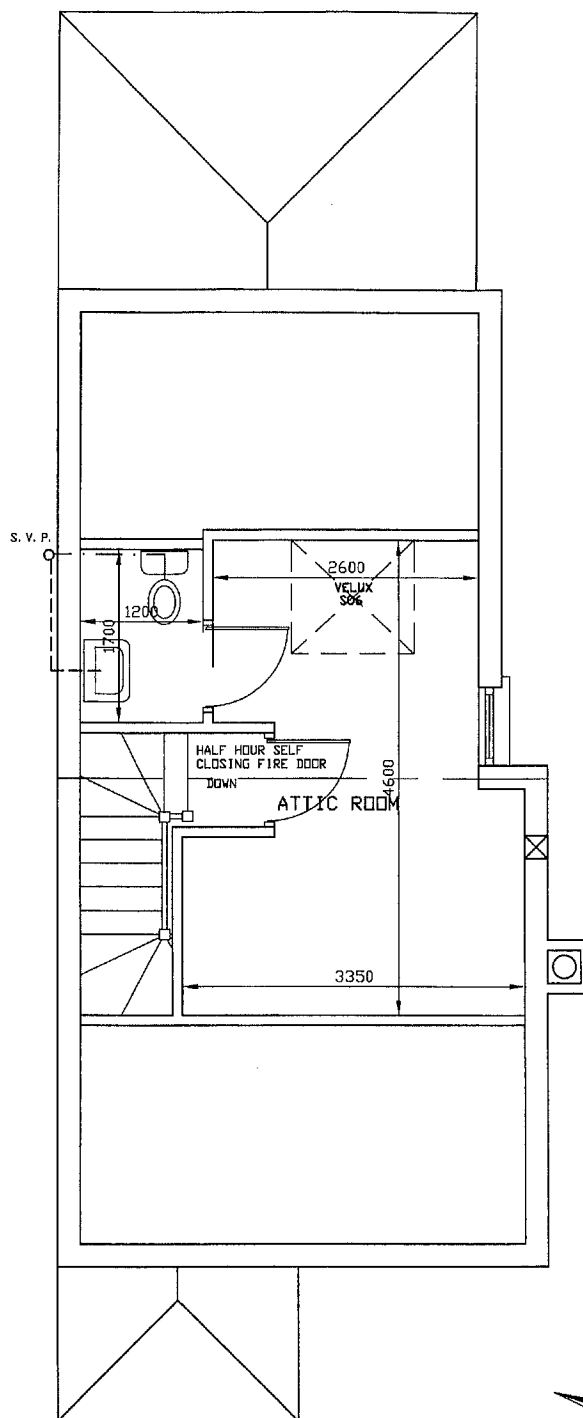 S. V. P.
2600
VELUX
S06
1200
1700
HALF HOUR SELF
CLOSING FIRE DOOR
DOWN
4600
ATTIC ROOM
3350